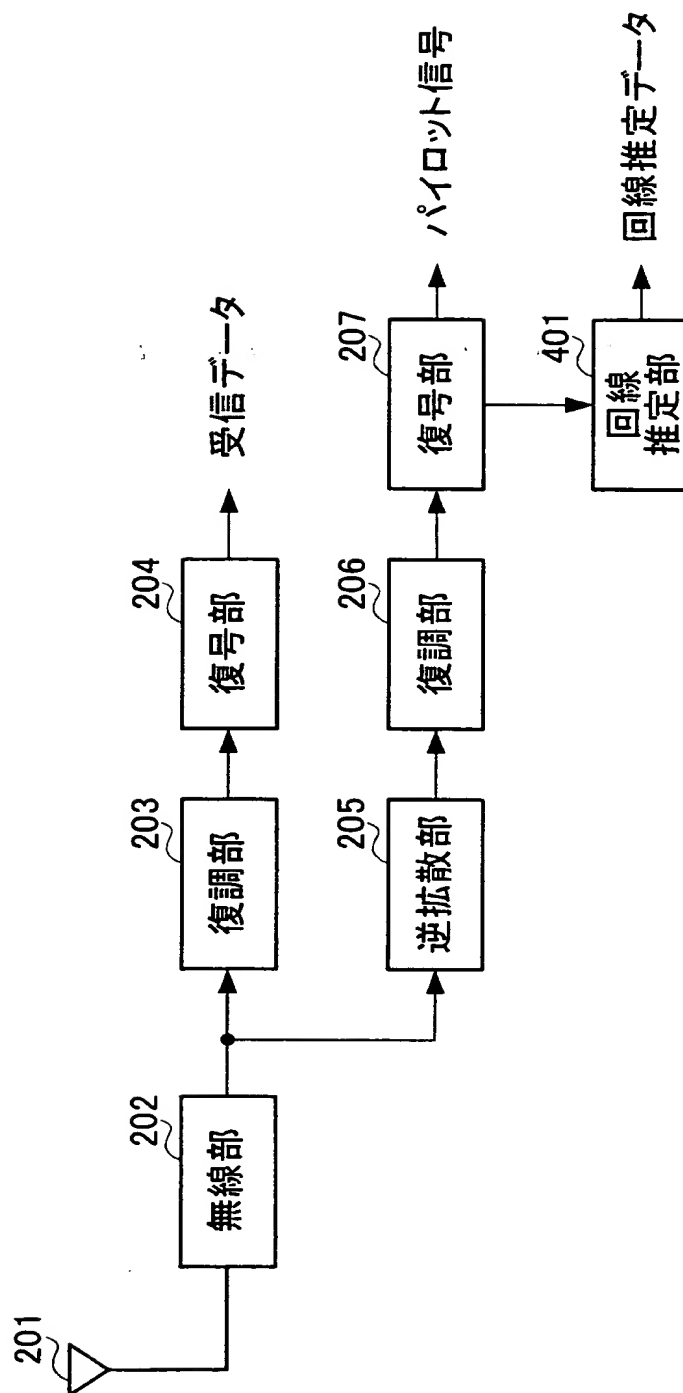 201
202
無線部
203
復調部
204
復号部
受信データ
205
逆拡散部
206
復調部
207
復号部
パイロット信号
401
回線
推定部
回線推定データ